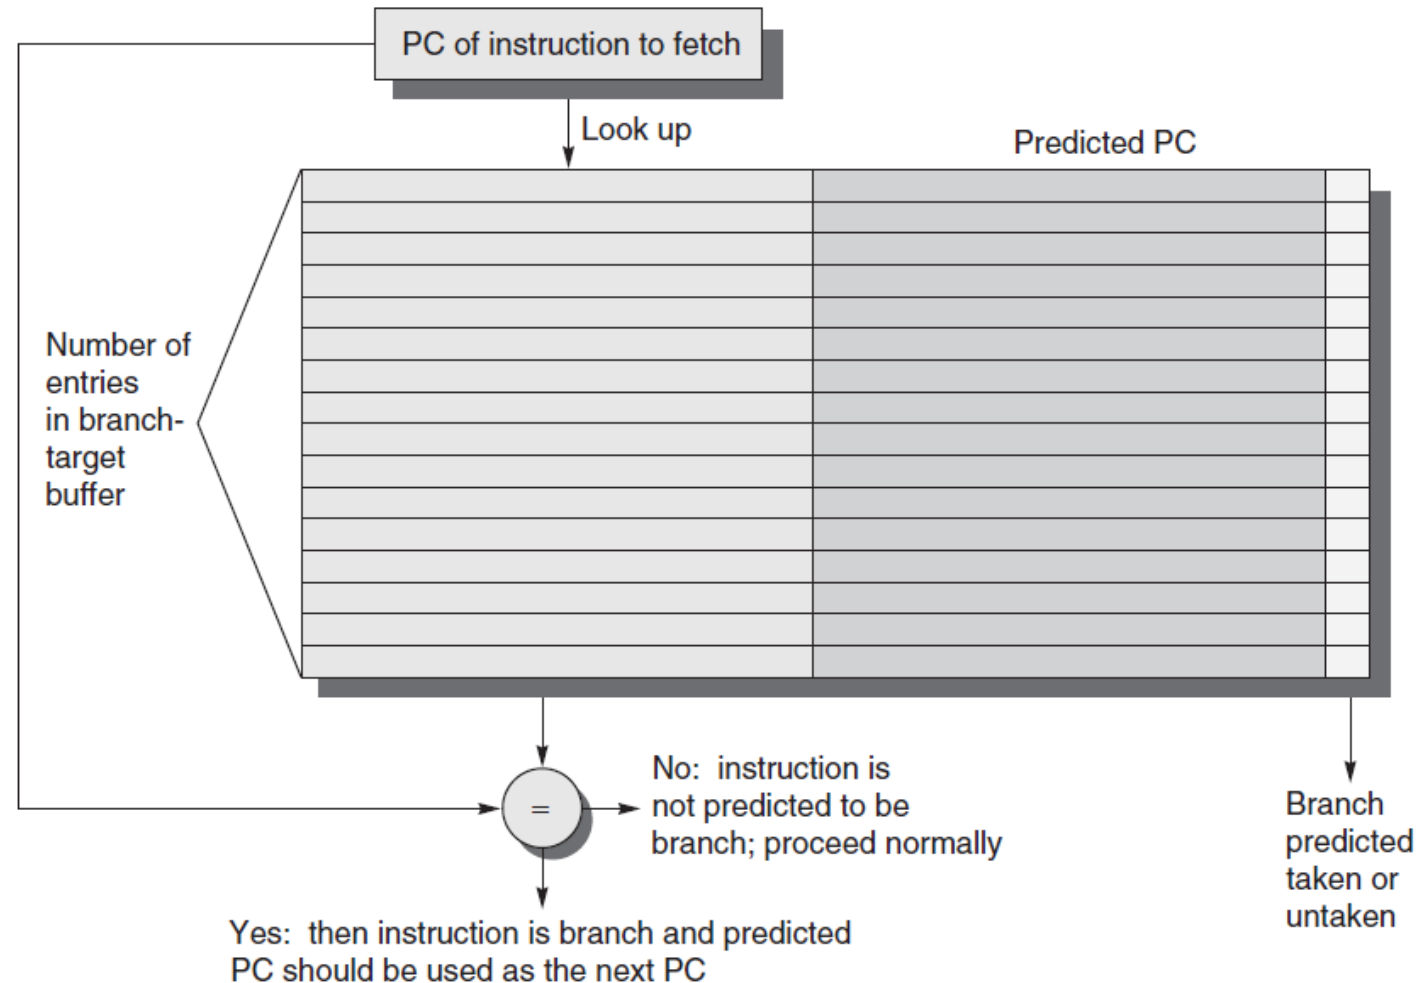 PC of instruction to fetch
Look up
Predicted PC
Number of
entries
in branch-
target
buffer
=
No: instruction is
not predicted to be
branch; proceed normally
Branch
predicted
taken or
untaken
Yes: then instruction is branch and predicted
PC should be used as the next PC